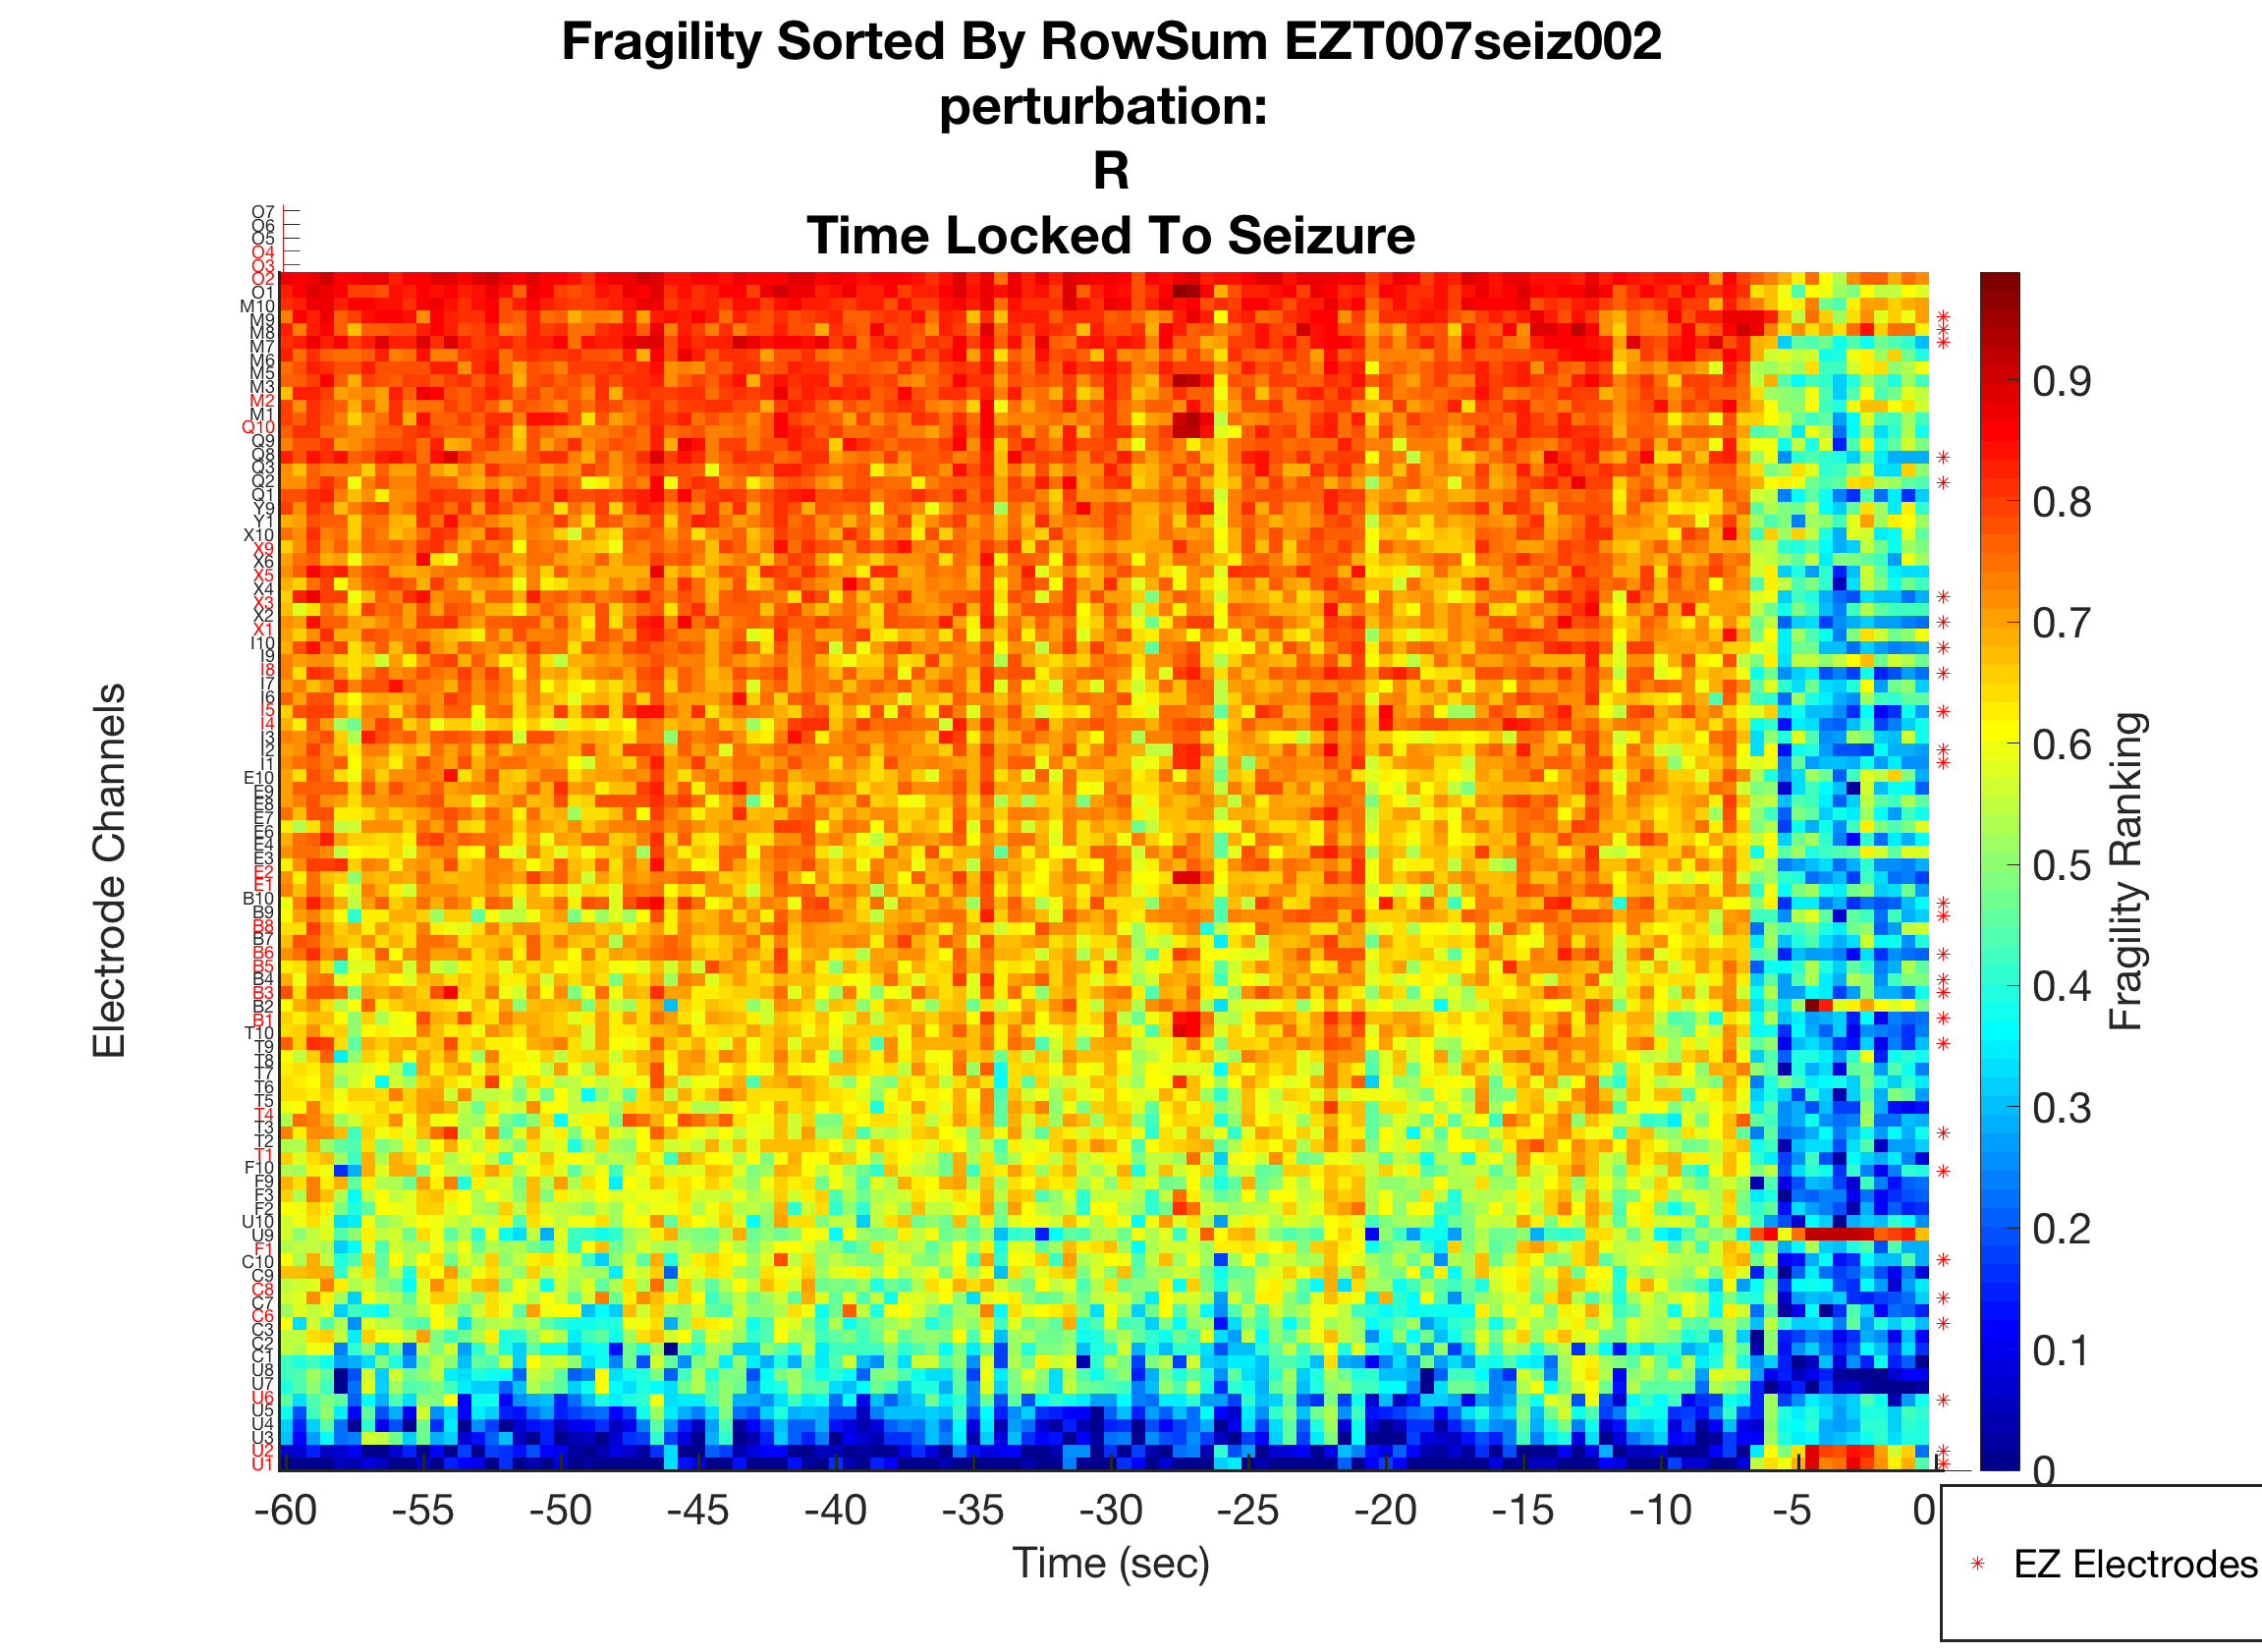 Fragility Sorted By RowSum EZT007seiz002
perturbation:
R
Time Locked To Seizure
O7
O6
O5
O4
O3
O2
O1
M10
M9
M8
M7
M6
M5
M3
M2
M1
Q10
Q9
Q8
Q3
Q2
Q1
Y9
Y1
X10
X9
X6
X5
X4
X3
X2
X1
I10
I9
I8
I7
I6
I5
I4
I3
I2
I1
E10
E9
E8
E7
E6
E4
E3
E2
E1
B10
B9
B8
B7
B6
B5
B4
B3
B2
B1
T10
T9
T8
T7
T6
T5
T4
T3
T2
T1
F10
F9
F3
F2
U10
U9
F1
C10
C9
C8
C7
C6
C3
C2
C1
U8
U7
U6
U5
U4
U3
U2
U1
Electrode Channels
-60 -55 -50 -45 -40 -35 -30 -25 -20 -15 -10 -5 0
Time (sec)
0.9
0.8
0.7
0.6
0.5
0.4
0.3
0.2
0.1
0
Fragility Ranking
EZ Electrodes